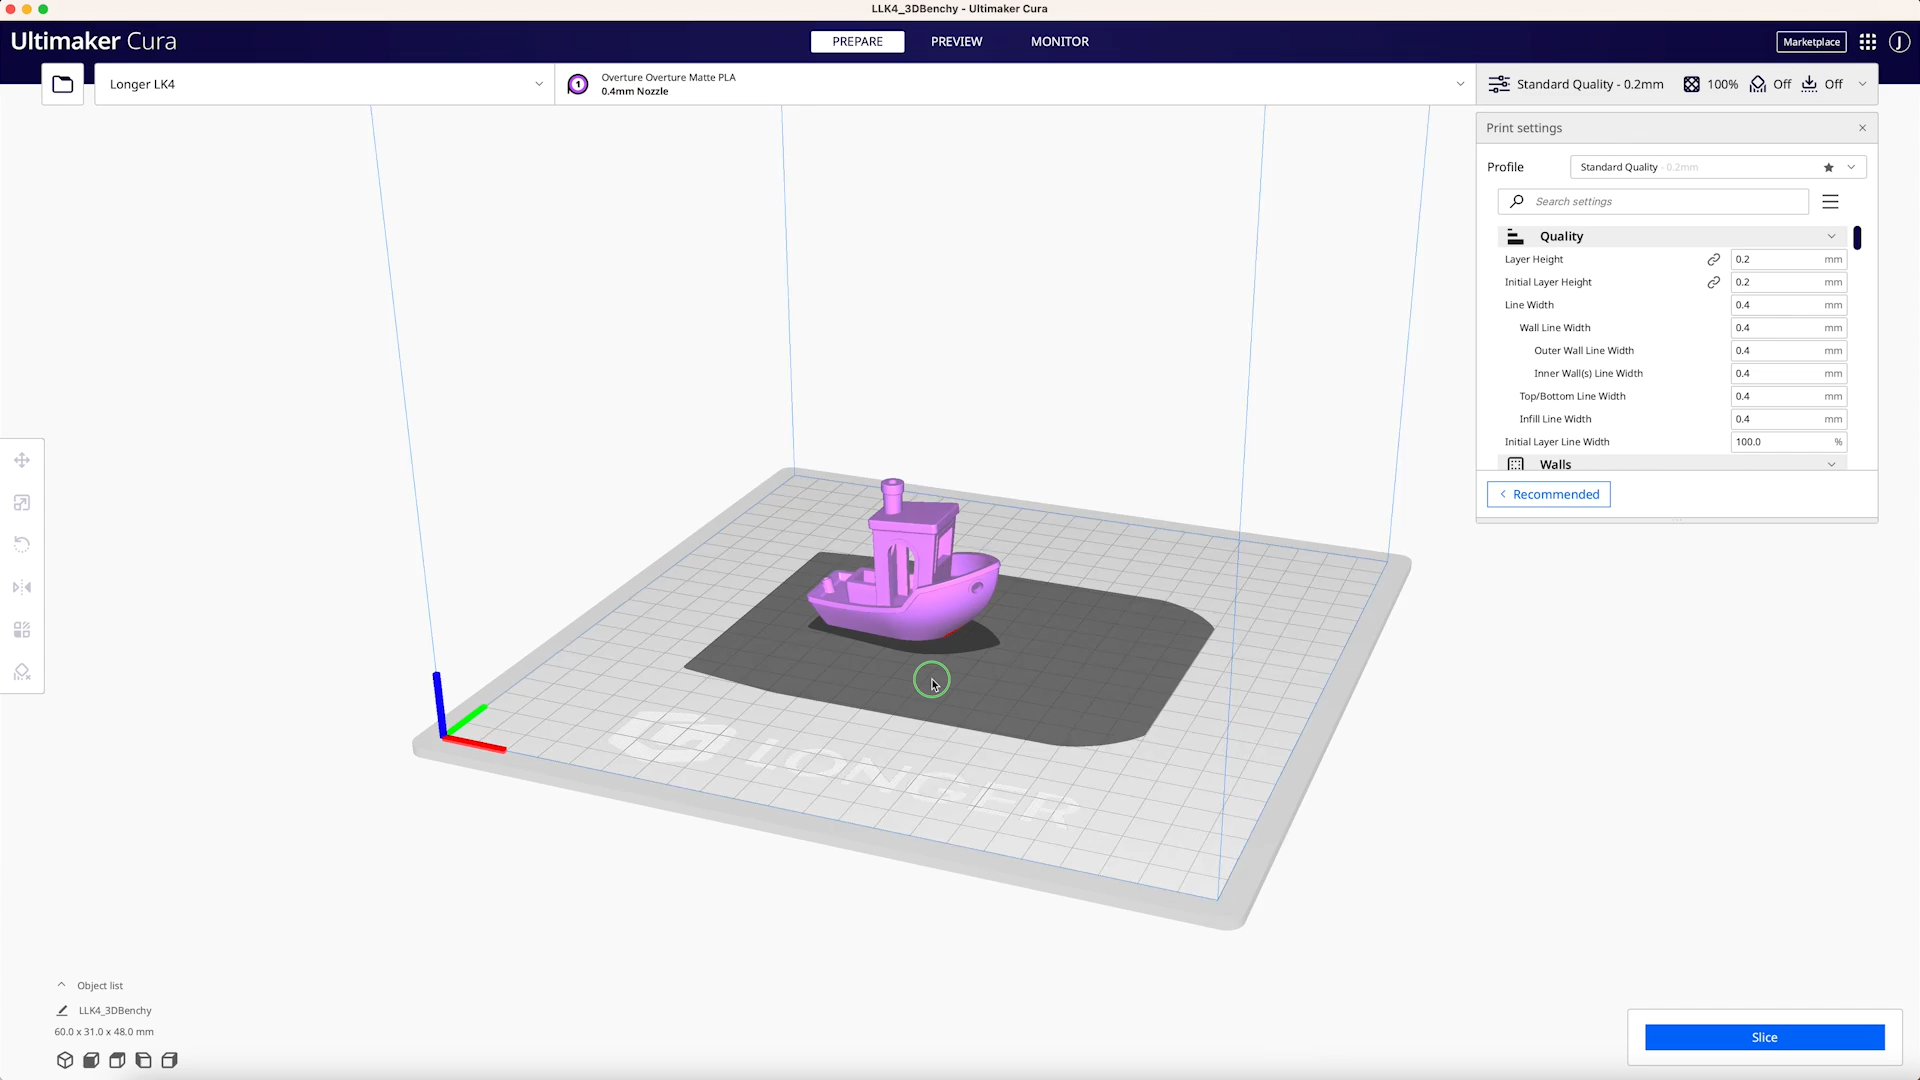 LLK4_3DBenchy - Ultimaker Cura
Ultimaker Cura
PREPARE
PREVIEW
MONITOR
Marketplace
J
Longer LK4
1
Overture Overture Matte PLA
0.4mm Nozzle
Standard Quality - 0.2mm
100%
Off
Off
Print settings
Profile
Standard Quality - 0.2mm
Search settings
Quality
Layer Height
0.2
mm
Initial Layer Height
0.2
mm
Line Width
0.4
mm
Wall Line Width
0.4
mm
Outer Wall Line Width
0.4
mm
Inner Wall(s) Line Width
0.4
mm
Top/Bottom Line Width
0.4
mm
Infill Line Width
0.4
mm
Initial Layer Line Width
100.0
%
Walls
Recommended
LONGER
Object list
LLK4_3DBenchy
60.0 x 31.0 x 48.0 mm
Slice